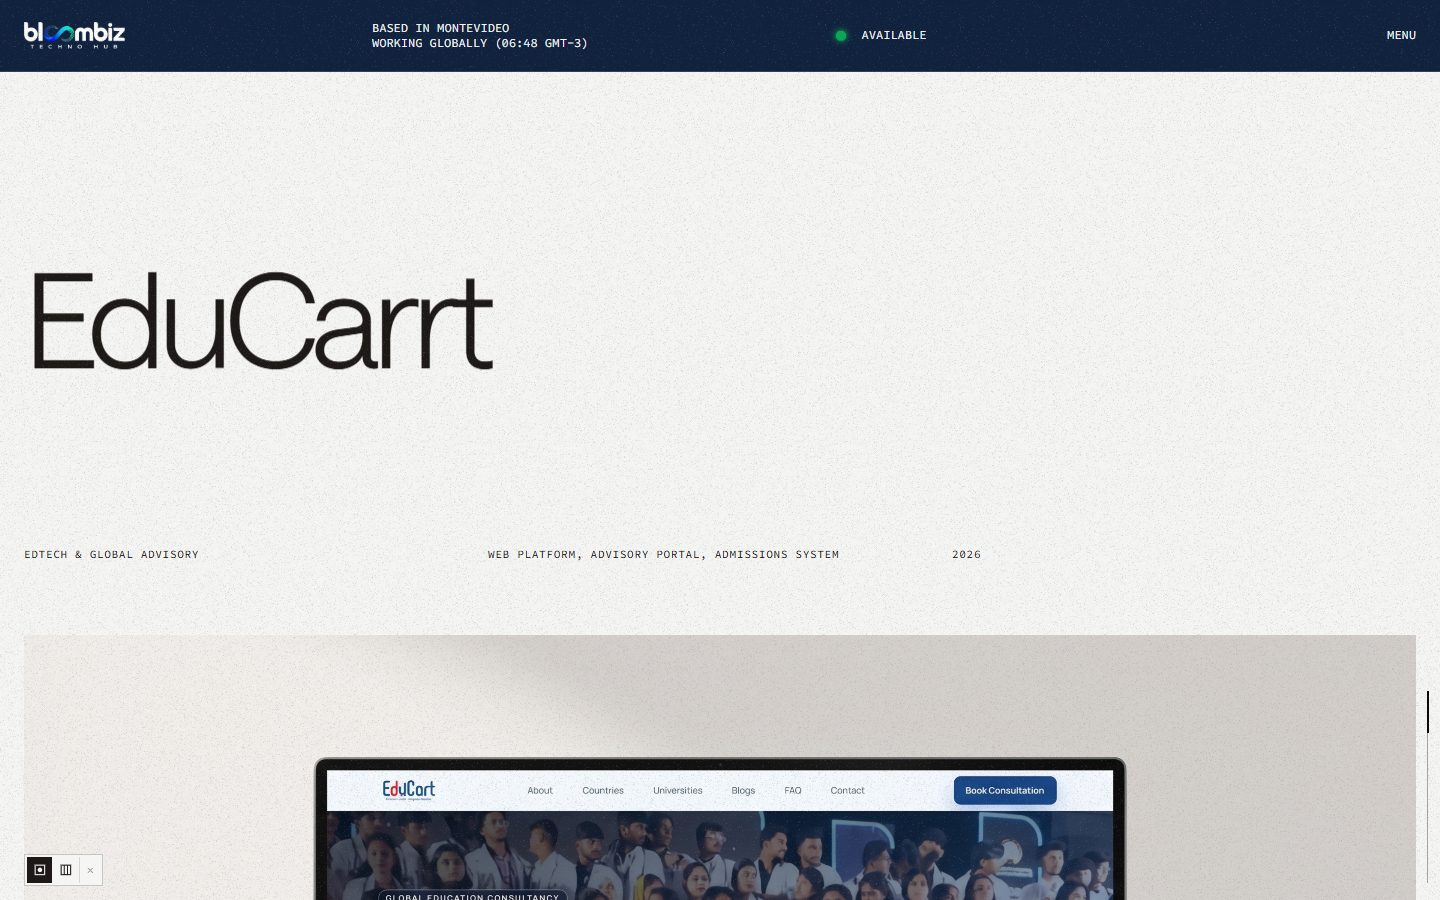 bloombiz
TECHNO HUB
BASED IN MONTEVIDEO
WORKING GLOBALLY (06:48 GMT-3)
AVAILABLE
MENU
EduCarrt
EDTECH & GLOBAL ADVISORY
WEB PLATFORM, ADVISORY PORTAL, ADMISSIONS SYSTEM
2026
EduCart
About
Countries
Universities
Blogs
FAQ
Contact
Book Consultation
GLOBAL EDUCATION CONSULTANCY